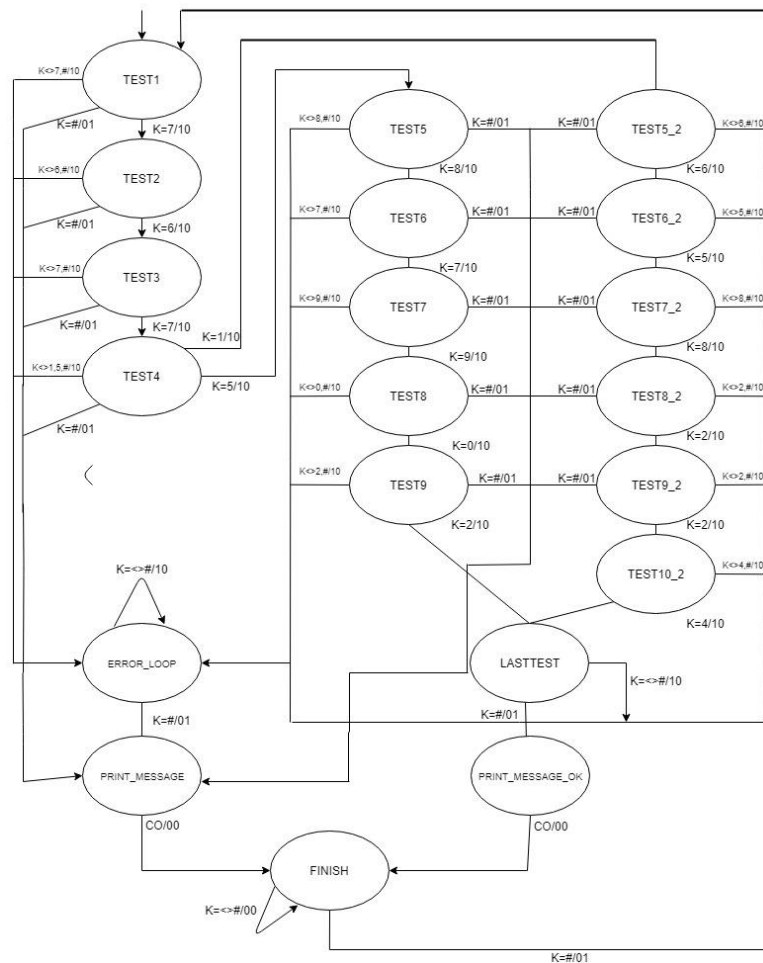 K<>7,#/10
TEST1
K=#/01
K=7/10
K<>6,#/10
TEST2
K=#/01
K=6/10
K<>7,#/10
TEST3
K=#/01
K=7/10
K=1/10
K<>1,5,#/10
TEST4
K=5/10
K=#/01
K<>8,#/10
TEST5
K=#/01
K=#/01
TEST5_2
K<>6,#/10
K=8/10
K=6/10
K<>7,#/10
TEST6
K=#/01
K=#/01
TEST6_2
K<>5,#/10
K=7/10
K=5/10
K<>9,#/10
TEST7
K=#/01
K=#/01
TEST7_2
K<>8,#/10
K=9/10
K=8/10
K<>0,#/10
TEST8
K=#/01
K=#/01
TEST8_2
K<>2,#/10
K=0/10
K=2/10
K<>2,#/10
TEST9
K=#/01
K=#/01
TEST9_2
K<>2,#/10
K=2/10
K=2/10
TEST10_2
K<>4,#/10
K=4/10
K=<>#/10
ERROR_LOOP
LASTTEST
K=<>#/10
K=#/01
K=#/01
PRINT_MESSAGE
PRINT_MESSAGE_OK
CO/00
CO/00
FINISH
K=<>#/00
K=#/01